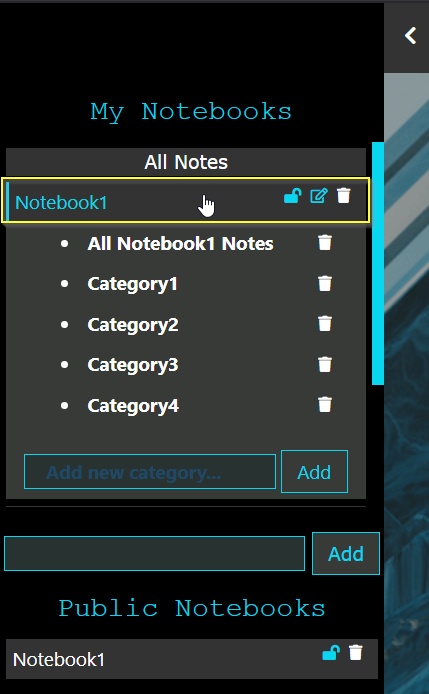 My Notebooks
All Notes
Notebook1
All Notebook1 Notes
Category1
Category2
Category3
Category4
Add new category... Add
Add
Public Notebooks
Notebook1